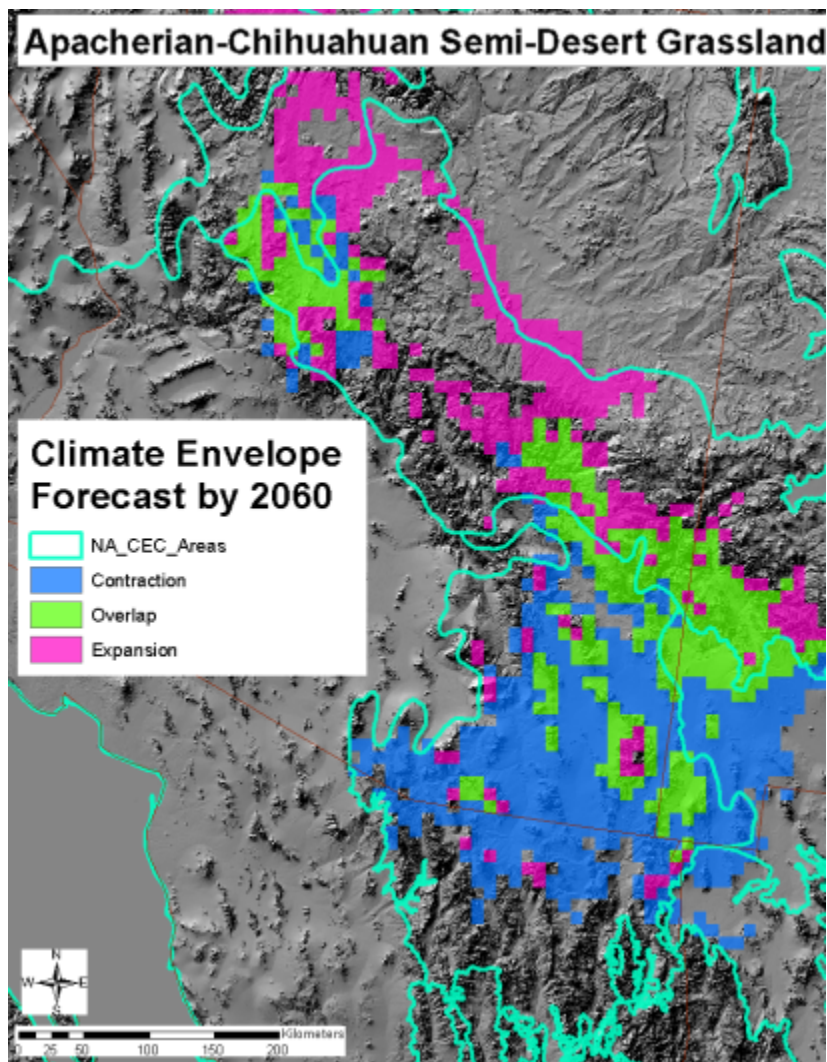 Apacherian-Chihuahuan Semi-Desert Grassland
Climate Envelope
Forecast by 2060
NA_CEC_Areas
Contraction
Overlap
Expansion
N
W E
S
Kilometers
0 25 50 100 150 200